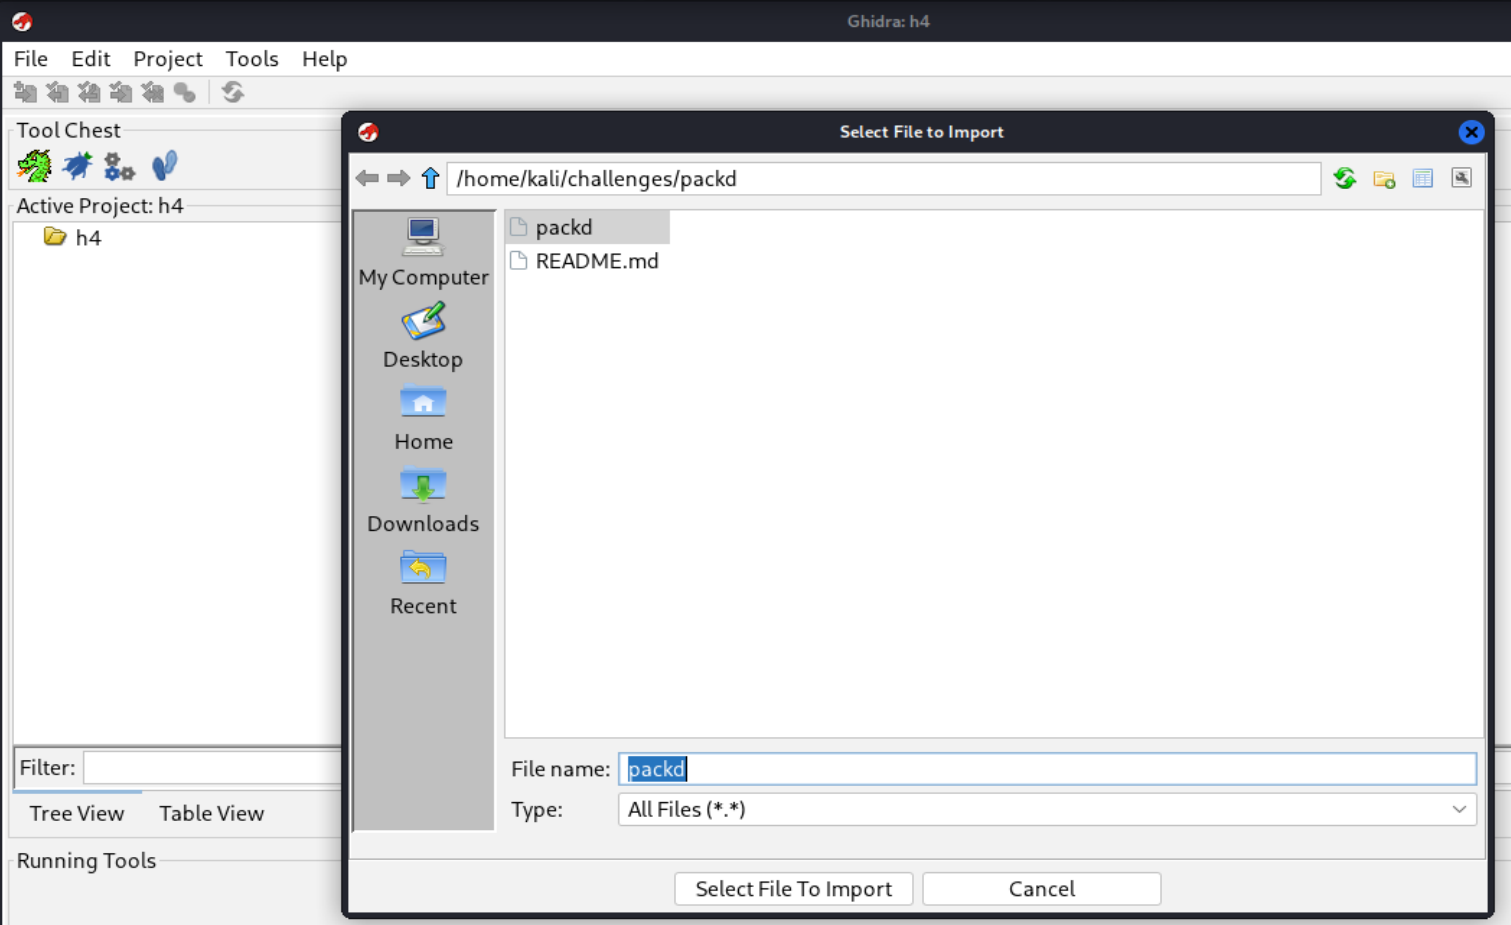 Ghidra: h4
File Edit Project Tools Help
Tool Chest
Active Project: h4
h4
Filter:
Tree View Table View
Running Tools
Select File to Import
/home/kali/challenges/packd
My Computer
Desktop
Home
Downloads
Recent
packd
README.md
File name: packd
Type: All Files (*.*)
Select File To Import Cancel